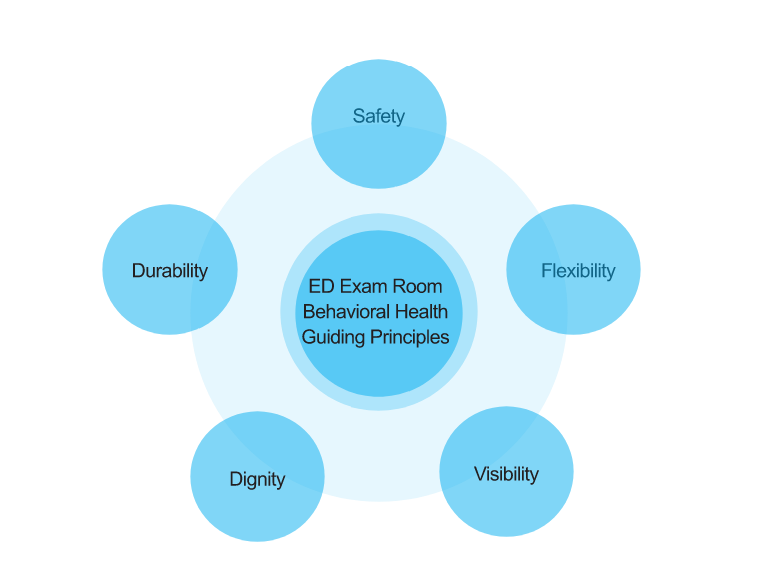 Safety
Durability
Flexibility
ED Exam Room
Behavioral Health
Guiding Principles
Dignity
Visibility